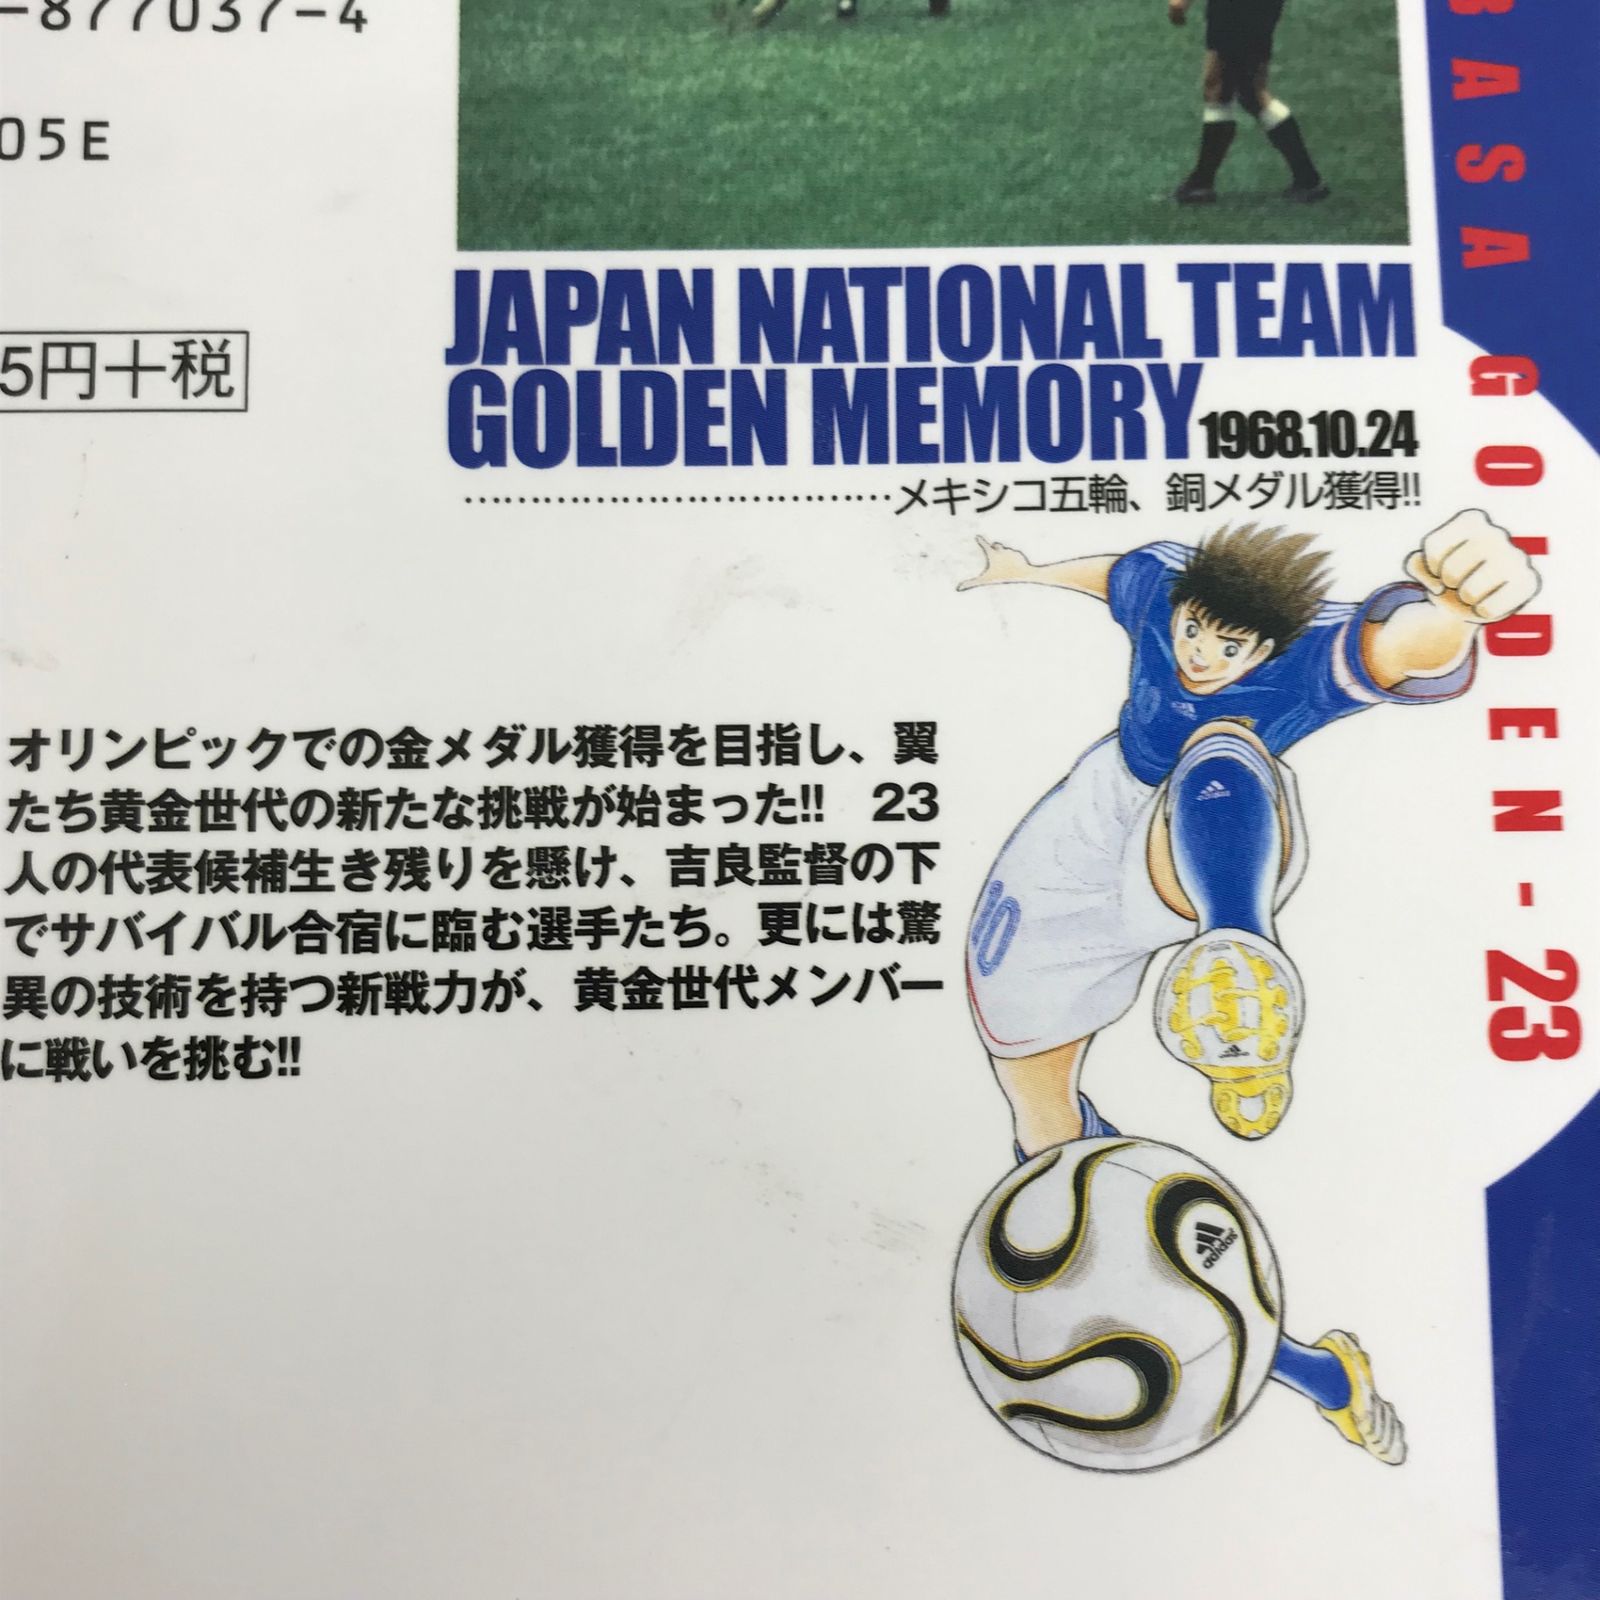 -877037-4
05E
5円+税
JAPAN NATIONAL TEAM
GOLDEN MEMORY 1968.10.24
……………………………メキシコ五輪、銅メダル獲得!!
オリンピックでの金メダル獲得を目指し、翼
たち黄金世代の新たな挑戦が始まった!! 23
人の代表候補生き残りを懸け、吉良監督の下
でサバイバル合宿に臨む選手たち。更には驚
異の技術を持つ新戦力が、黄金世代メンバー
に戦いを挑む!!
BASA GOLDEN-23
10
adidas